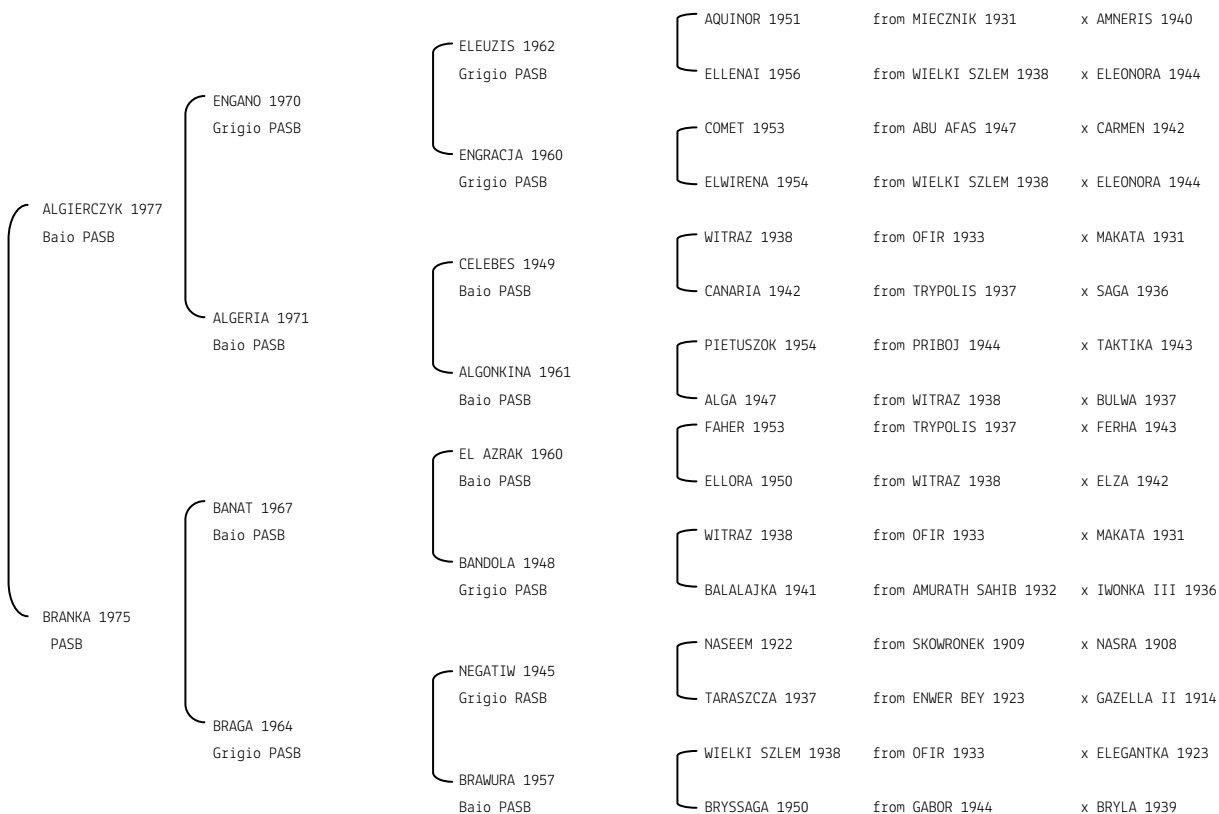 AQUINOR 1951 from MIECZNIK 1931 x AMNERIS 1940
ELEUZIS 1962
Grigio PASB
ELLENAI 1956 from WIELKI SZLEM 1938 x ELEONORA 1944
ENGANO 1970
Grigio PASB
COMET 1953 from ABU AFAS 1947 x CARMEN 1942
ENGRACJA 1960
Grigio PASB
ELWIRENA 1954 from WIELKI SZLEM 1938 x ELEONORA 1944
ALGIERCZYK 1977
Baio PASB
WITRAZ 1938 from OFIR 1933 x MAKATA 1931
CELEBES 1949
Baio PASB
CANARIA 1942 from TRYPOLIS 1937 x SAGA 1936
ALGERIA 1971
Baio PASB
PIETUSZOK 1954 from PRIBOJ 1944 x TAKTIKA 1943
ALGONKINA 1961
Baio PASB
ALGA 1947 from WITRAZ 1938 x BULWA 1937
FAHER 1953 from TRYPOLIS 1937 x FERHA 1943
EL AZRAK 1960
Baio PASB
ELLORA 1950 from WITRAZ 1938 x ELZA 1942
BANAT 1967
Baio PASB
WITRAZ 1938 from OFIR 1933 x MAKATA 1931
BANDOLA 1948
Grigio PASB
BALALAJKA 1941 from AMURATH SAHIB 1932 x IWONKA III 1936
BRANKA 1975
PASB
NASEEM 1922 from SKOWRONEK 1909 x NASRA 1908
NEGATIW 1945
Grigio RASB
TARASZCZA 1937 from ENWER BEY 1923 x GAZELLA II 1914
BRAGA 1964
Grigio PASB
WIELKI SZLEM 1938 from OFIR 1933 x ELEGANTKA 1923
BRAWURA 1957
Baio PASB
BRYSSAGA 1950 from GABOR 1944 x BRYLA 1939